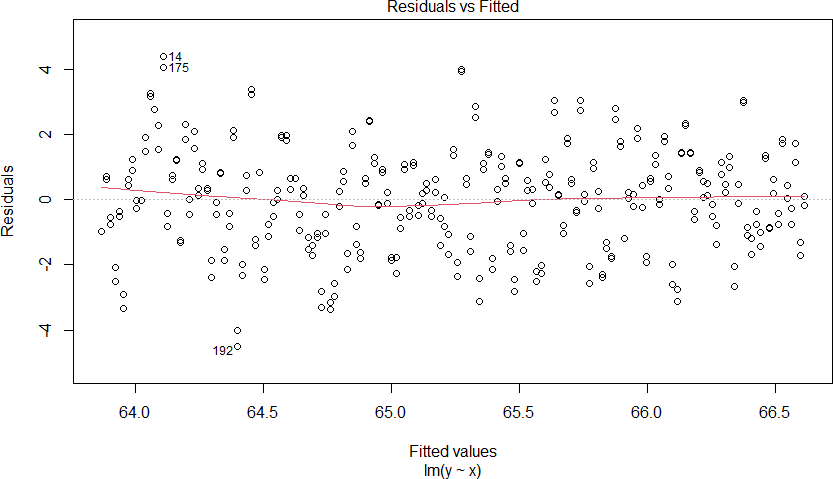 Residuals vs Fitted
Residuals
4
2
0
-2
-4
14
175
192
64.0 64.5 65.0 65.5 66.0 66.5
Fitted values
lm(y ~ x)